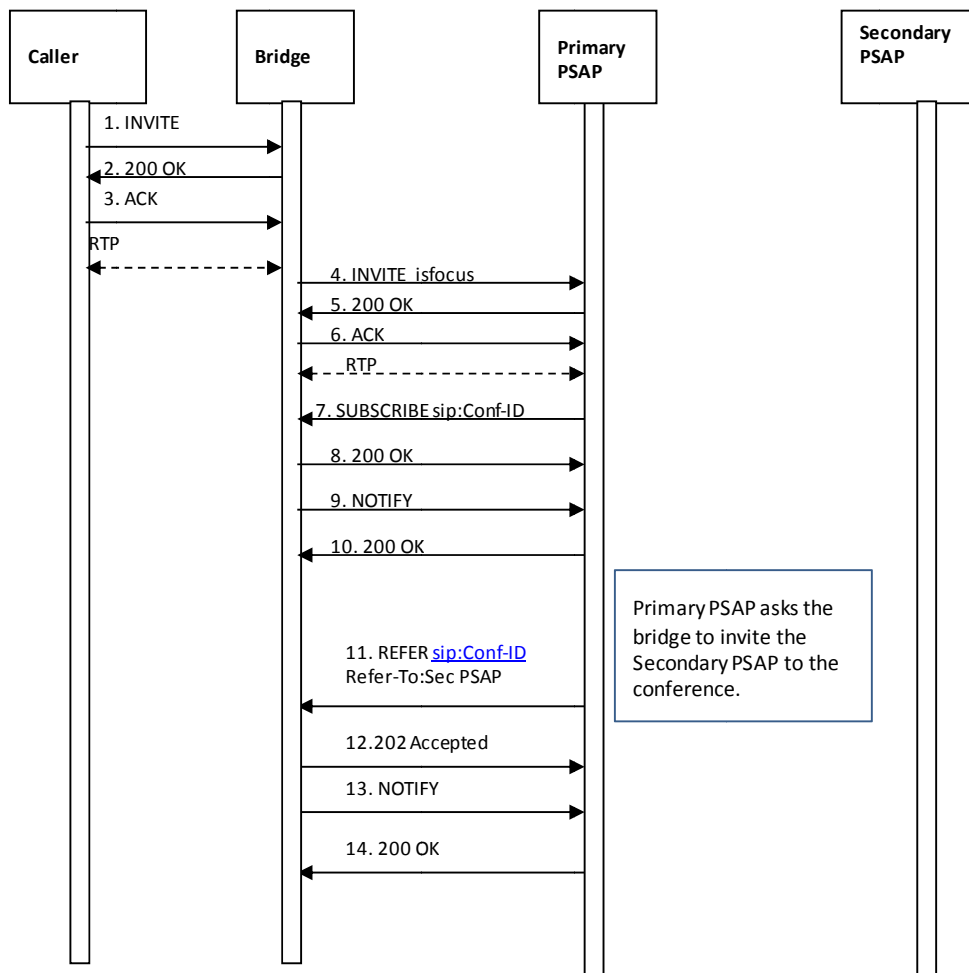 Caller
Bridge
Primary
PSAP
Secondary
PSAP
1. INVITE
2. 200 OK
3. ACK
RTP
4. INVITE isfocus
5. 200 OK
6. ACK
RTP
7. SUBSCRIBE sip:Conf-ID
8. 200 OK
9. NOTIFY
10. 200 OK
Primary PSAP asks the
bridge to invite the
Secondary PSAP to the
conference.
11. REFER sip:Conf-ID
Refer-To:Sec PSAP
12.202 Accepted
13. NOTIFY
14. 200 OK